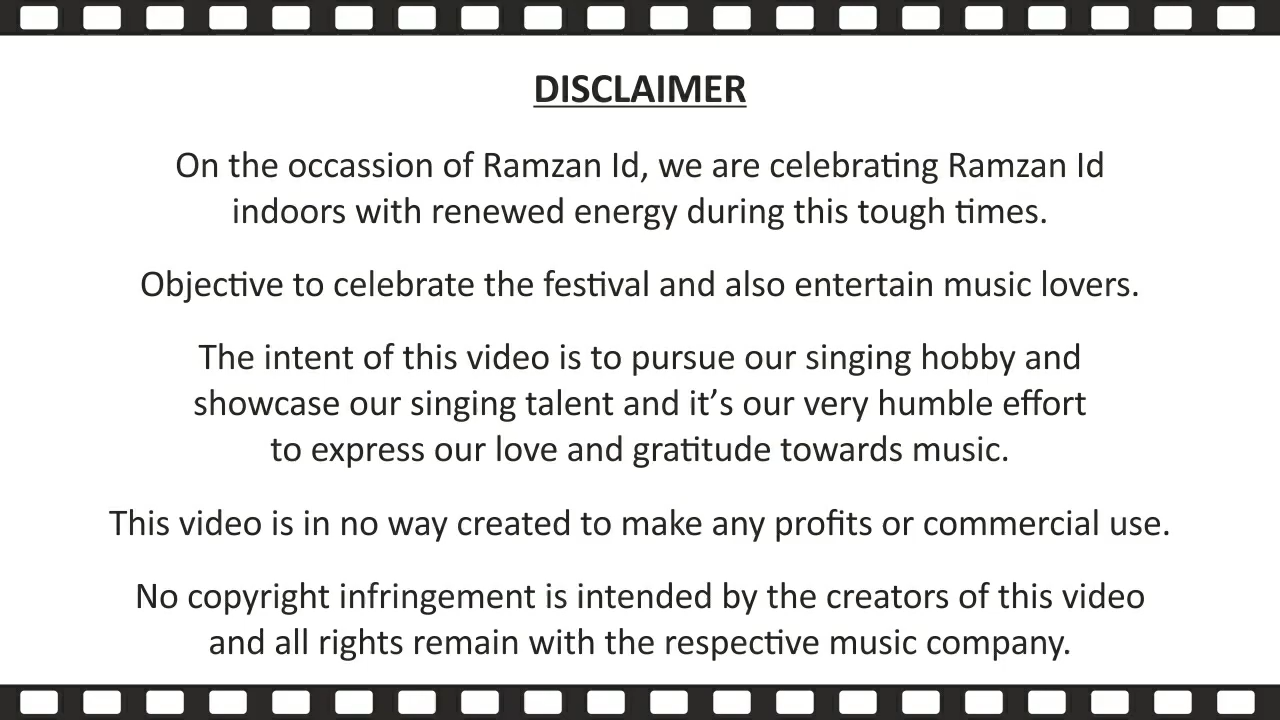 DISCLAIMER
On the occassion of Ramzan Id, we are celebrating Ramzan Id
indoors with renewed energy during this tough times.
Objective to celebrate the festival and also entertain music lovers.
The intent of this video is to pursue our singing hobby and
showcase our singing talent and it’s our very humble effort
to express our love and gratitude towards music.
This video is in no way created to make any profits or commercial use.
No copyright infringement is intended by the creators of this video
and all rights remain with the respective music company.